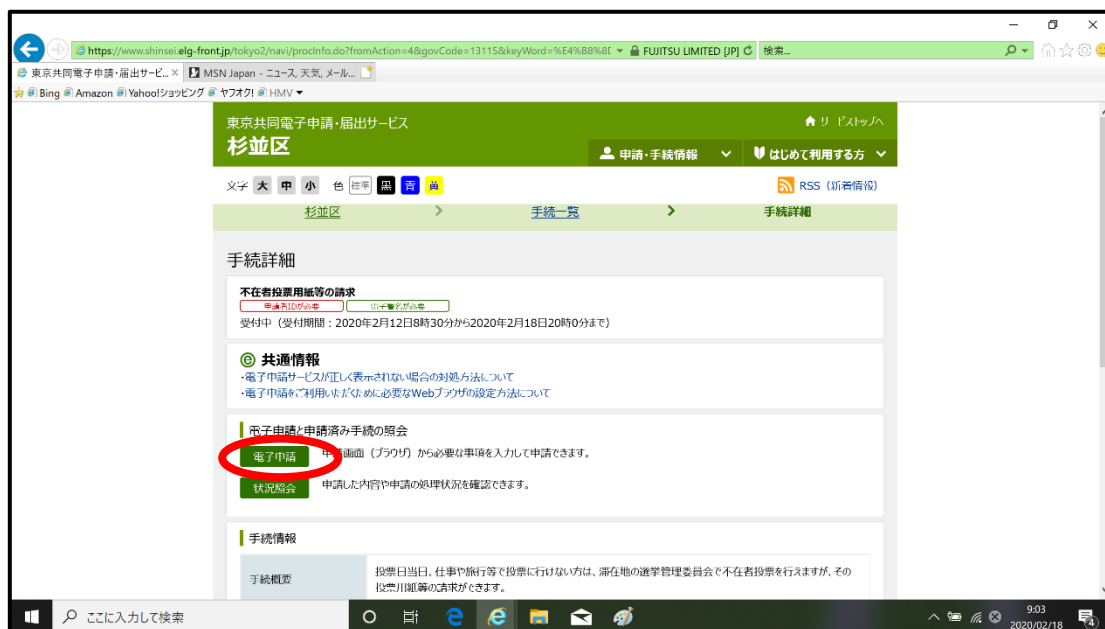 https://www.shinsei.elg-front.jp/tokyo2/navi/procInfo.do?fromAction=4&govCode=13115&keyWord=%E4%B8%8E FUJITSU LIMITED [JP] 検索...
東京共同電子申請・届出サービ... MSN Japan - ニュース, 天気, メール...
Bing Amazon Yahoo!ショッピング ヤフオク! HMV
東京共同電子申請・届出サービス
杉並区
申請・手続情報 はじめて利用する方
文字 大 中 小 色 標準 黒 青 黄 RSS(新着情報)
杉並区 > 手続一覧 > 手続詳細
手続詳細
不在者投票用紙等の請求
申請者IDが必要 電子署名が必要
受付中(受付期間:2020年2月12日8時30分から2020年2月18日20時0分まで)
共通情報
・電子申請サービスが正しく表示されない場合の対処方法について
・電子申請をご利用いただくために必要なWebブラウザの設定方法について
電子申請と申請済み手続の照会
電子申請 画面(ブラウザ)から必要な事項を入力して申請できます。
状況照会 申請した内容や申請の処理状況を確認できます。
手続情報
手続概要 投票日当日、仕事や旅行等で投票に行けない方は、滞在地の選挙管理委員会で不在者投票を行えますが、その
投票用紙等の請求ができます。
ここに入力して検索 9:03
2020/02/18